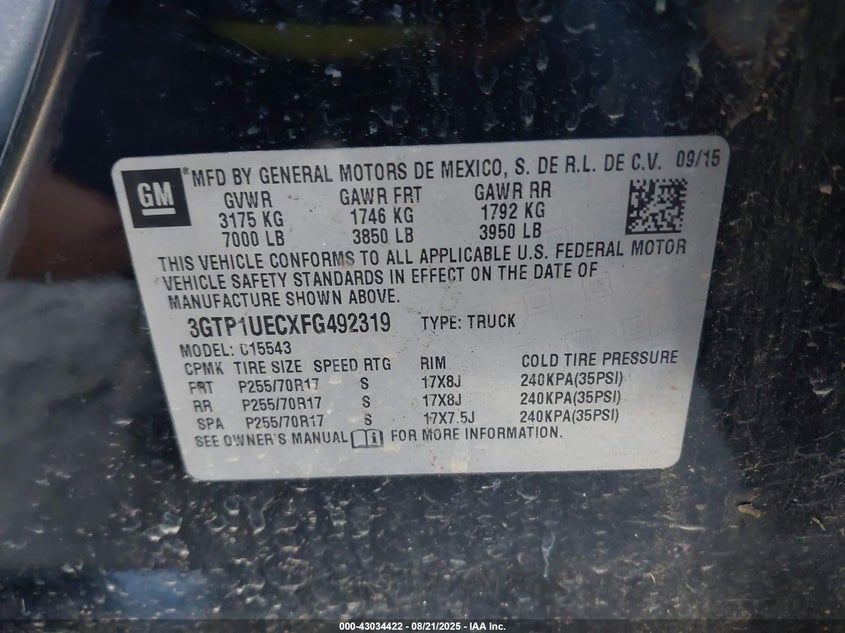 GM
®MFD BY GENERAL MOTORS DE MEXICO, S. DE R.L. DE C.V. 09/15
GVWR GAWR FRT GAWR RR
3175 KG 1746 KG 1792 KG
7000 LB 3850 LB 3950 LB
THIS VEHICLE CONFORMS TO ALL APPLICABLE U.S. FEDERAL MOTOR
VEHICLE SAFETY STANDARDS IN EFFECT ON THE DATE OF
MANUFACTURE SHOWN ABOVE.
3GTP1UECXFG492319 TYPE: TRUCK
MODEL: C15543
CPMK TIRE SIZE SPEED RTG RIM COLD TIRE PRESSURE
FRT P255/70R17 S 17X8J 240KPA(35PSI)
RR P255/70R17 S 17X8J 240KPA(35PSI)
SPA P255/70R17 S 17X7.5J 240KPA(35PSI)
SEE OWNER'S MANUAL FOR MORE INFORMATION.
000-43034422 - 08/21/2025 - IAA Inc.